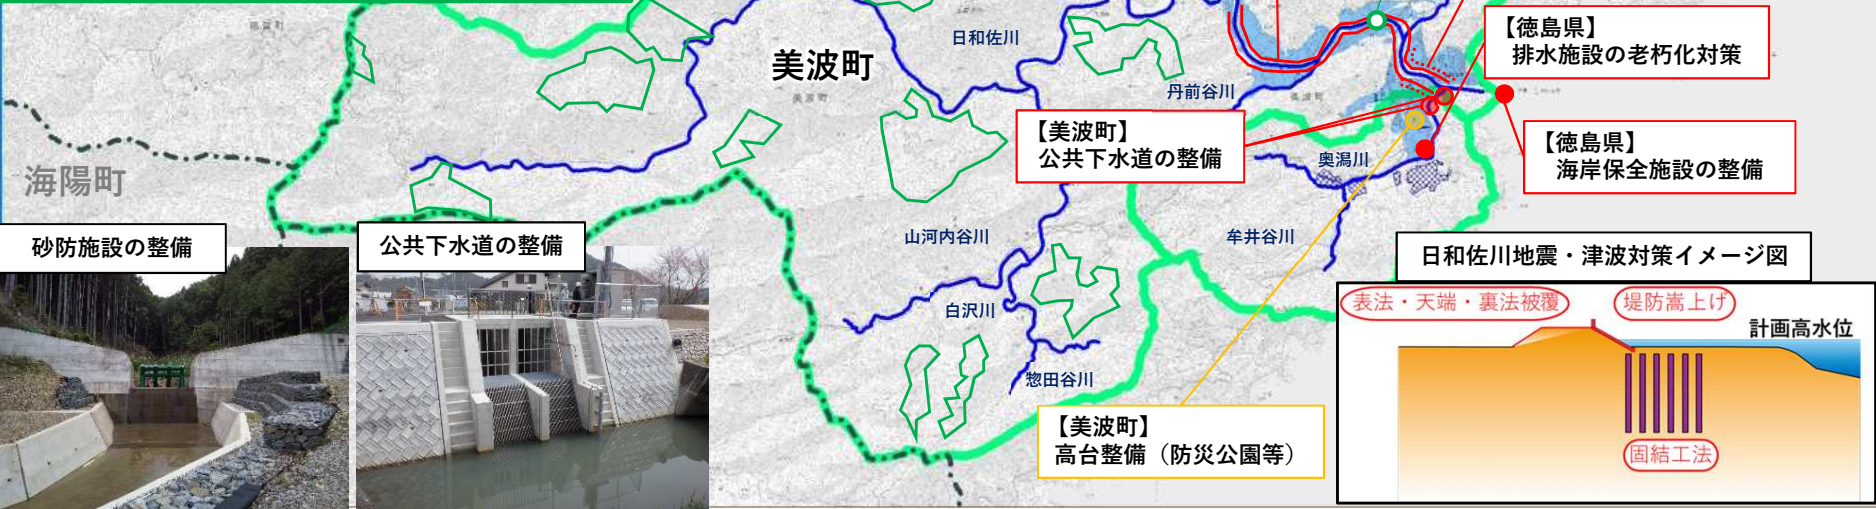 日和佐川
美波町
丹前谷川
【徳島県】
排水施設の老朽化対策
【美波町】
公共下水道の整備
【徳島県】
海岸保全施設の整備
奥潟川
海陽町
砂防施設の整備
公共下水道の整備
山河内谷川
牟井谷川
白沢川
惣田谷川
【美波町】
高台整備（防災公園等）
日和佐川地震・津波対策イメージ図
表法・天端・裏法被覆
堤防嵩上げ
計画高水位
固結工法